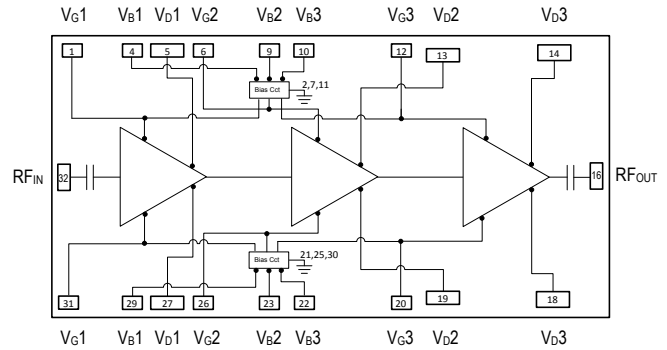 VG1 VB1 VD1 VG2 VB2 VB3 VG3 VD2 VD3
1 4 5 6 9 10 12 13 14
Bias Cct 2,7,11
RFIN 32 16 RFOUT
Bias Cct 21,25,30
31 29 27 26 23 22 20 19 18
VG1 VB1 VD1 VG2 VB2 VB3 VG3 VD2 VD3